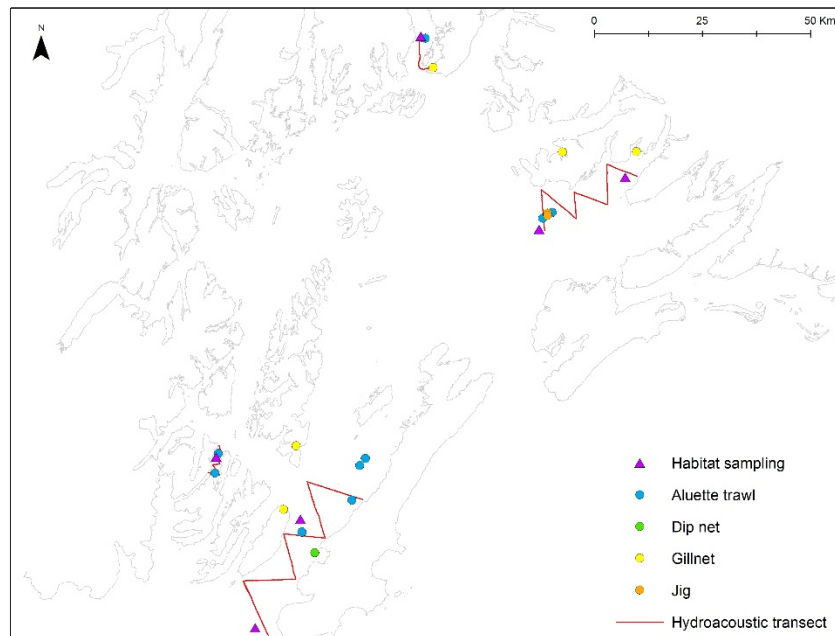 N
0 25 50 Km
Habitat sampling
Aluette trawl
Dip net
Gillnet
Jig
Hydroacoustic transect